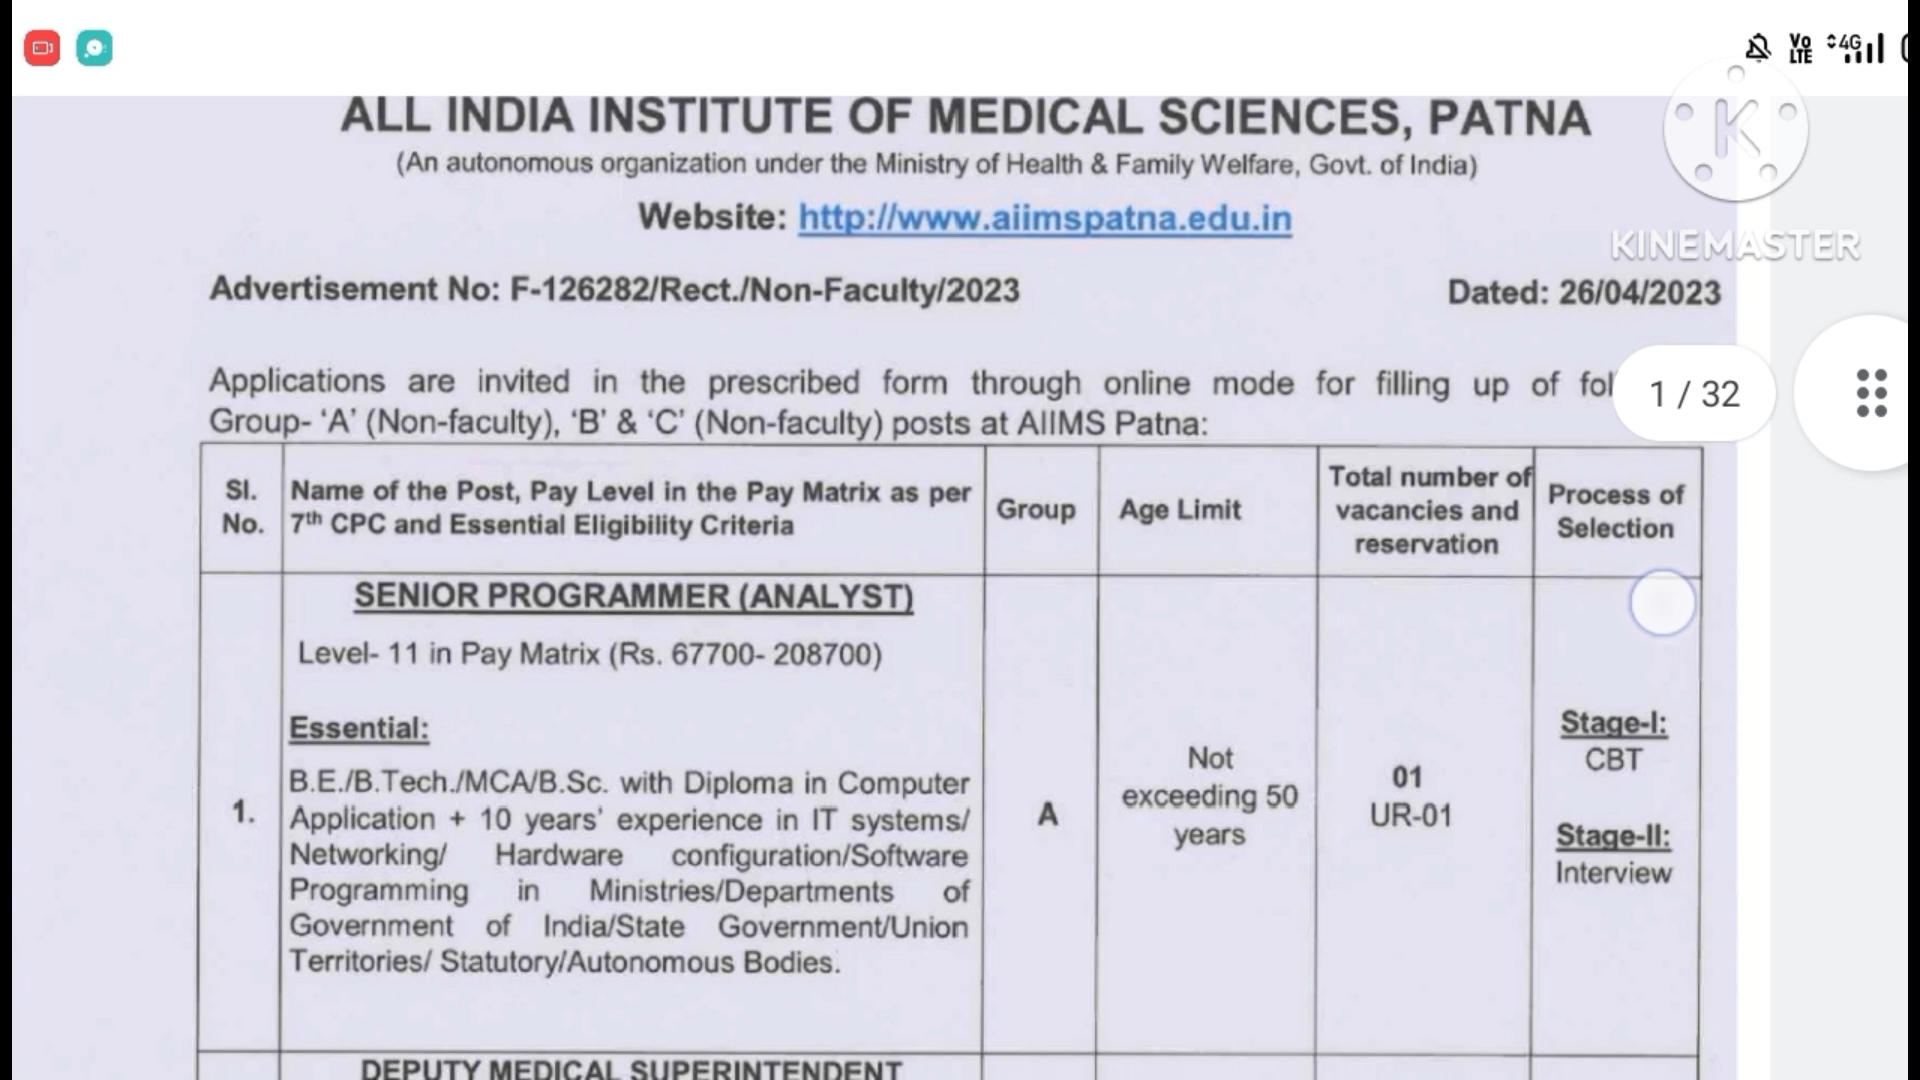 Vo LTE 4G
ALL INDIA INSTITUTE OF MEDICAL SCIENCES, PATNA
(An autonomous organization under the Ministry of Health & Family Welfare, Govt. of India)
Website: http://www.aiimspatna.edu.in
K
KINEMASTER
Advertisement No: F-126282/Rect./Non-Faculty/2023 Dated: 26/04/2023
Applications are invited in the prescribed form through online mode for filling up of fol
1 / 32
Group- ‘A’ (Non-faculty), ‘B’ & ‘C’ (Non-faculty) posts at AIIMS Patna:
Sl. No.
Name of the Post, Pay Level in the Pay Matrix as per
7th CPC and Essential Eligibility Criteria
Group
Age Limit
Total number of
vacancies and
reservation
Process of
Selection
1.
SENIOR PROGRAMMER (ANALYST)
Level- 11 in Pay Matrix (Rs. 67700- 208700)
Essential:
B.E./B.Tech./MCA/B.Sc. with Diploma in Computer
Application + 10 years’ experience in IT systems/
Networking/ Hardware configuration/Software
Programming in Ministries/Departments of
Government of India/State Government/Union
Territories/ Statutory/Autonomous Bodies.
A
Not
exceeding 50
years
01
UR-01
Stage-I:
CBT
Stage-II:
Interview
DEPUTY MEDICAL SUPERINTENDENT